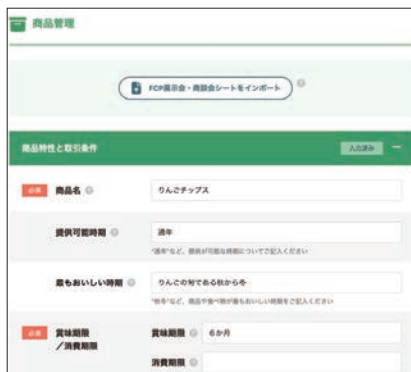 商品管理
FCP展示会・商談会シートをインポート
商品特性と取引条件 入力済み
必須 商品名 りんごチップス
提供可能時期 通年
"通年"など、提供が可能な時期についてご記入ください
最もおいしい時期 りんごの旬である秋から冬
"秋冬"など、商品や食べ物が最もおいしい時期をご記入ください
必須 賞味期限 賞味期限 6か月
／消費期限
消費期限